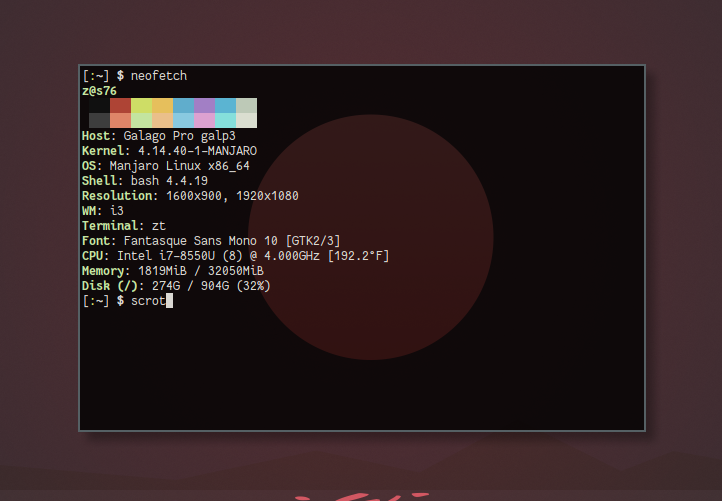 [:~] $ neofetch
z@s76
Host: Galago Pro galp3
Kernel: 4.14.40-1-MANJARO
OS: Manjaro Linux x86_64
Shell: bash 4.4.19
Resolution: 1600x900, 1920x1080
WM: i3
Terminal: zt
Font: Fantasque Sans Mono 10 [GTK2/3]
CPU: Intel i7-8550U (8) @ 4.000GHz [192.2°F]
Memory: 1819MiB / 32050MiB
Disk (/): 274G / 904G (32%)
[:~] $ scrot